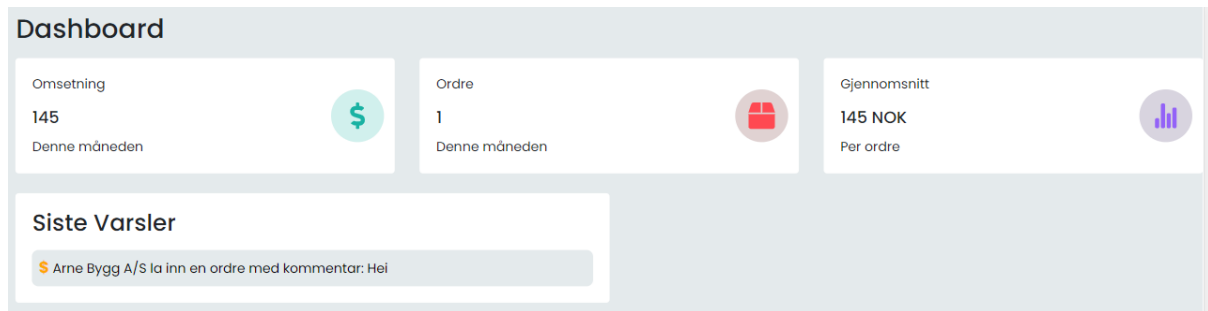 Dashboard
Omsetning
145
Denne måneden
Ordre
1
Denne måneden
Gjennomsnitt
145 NOK
Per ordre
Siste Varsler
$ Arne Bygg A/S la inn en ordre med kommentar: Hei